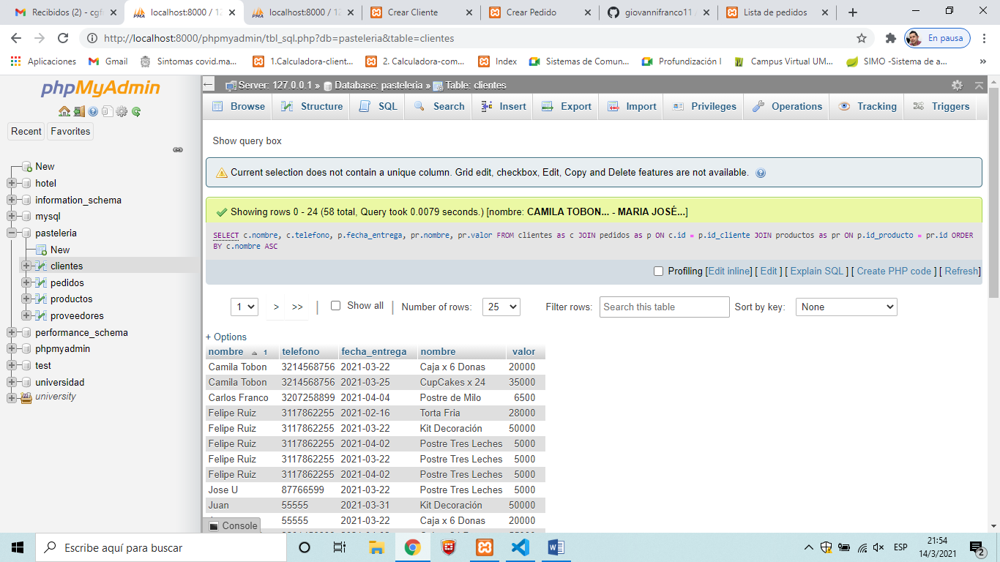 Recibidos (2) - cgf
localhost:8000 / 12
localhost:8000 / 12
Crear Cliente
Crear Pedido
giovannifranco11 /
Lista de pedidos
http://localhost:8000/phpmyadmin/tbl_sql.php?db=pasteleria&table=clientes
En pausa
Aplicaciones
Gmail
Sintomas covid.ma...
1.Calculadora-client...
2. Calculadora-com...
Index
Sistemas de Comun...
Profundización I
Campus Virtual UM...
SIMO -Sistema de a...
»
phpMyAdmin
Recent
Favorites
New
hotel
information_schema
mysql
pasteleria
New
clientes
pedidos
productos
proveedores
performance_schema
phpmyadmin
test
universidad
university
Server: 127.0.0.1 » Database: pasteleria » Table: clientes
Browse
Structure
SQL
Search
Insert
Export
Import
Privileges
Operations
Tracking
Triggers
Show query box
Current selection does not contain a unique column. Grid edit, checkbox, Edit, Copy and Delete features are not available.
Showing rows 0 - 24 (58 total, Query took 0.0079 seconds.) [nombre: CAMILA TOBON... - MARIA JOSÉ...]
SELECT c.nombre, c.telefono, p.fecha_entrega, pr.nombre, pr.valor FROM clientes as c JOIN pedidos as p ON c.id = p.id_cliente JOIN productos as pr ON p.id_producto = pr.id ORDER
BY c.nombre ASC
Profiling [Edit inline] [ Edit ] [ Explain SQL ] [ Create PHP code ] [ Refresh]
1 > >> | Show all | Number of rows: 25 Filter rows: Search this table Sort by key: None
+ Options
nombre 1 telefono fecha_entrega nombre valor
Camila Tobon 3214568756 2021-03-22 Caja x 6 Donas 20000
Camila Tobon 3214568756 2021-03-25 CupCakes x 24 35000
Carlos Franco 3207258899 2021-04-04 Postre de Milo 6500
Felipe Ruiz 3117862255 2021-02-16 Torta Fria 28000
Felipe Ruiz 3117862255 2021-03-22 Kit Decoración 50000
Felipe Ruiz 3117862255 2021-04-02 Postre Tres Leches 5000
Felipe Ruiz 3117862255 2021-03-22 Postre Tres Leches 5000
Felipe Ruiz 3117862255 2021-04-02 Postre Tres Leches 5000
Jose U 87766599 2021-03-22 Postre Tres Leches 5000
Juan 55555 2021-03-31 Kit Decoración 50000
55555 2021-03-22 Caja x 6 Donas 20000
Console
Escribe aquí para buscar
ESP
21:54
14/3/2021
2